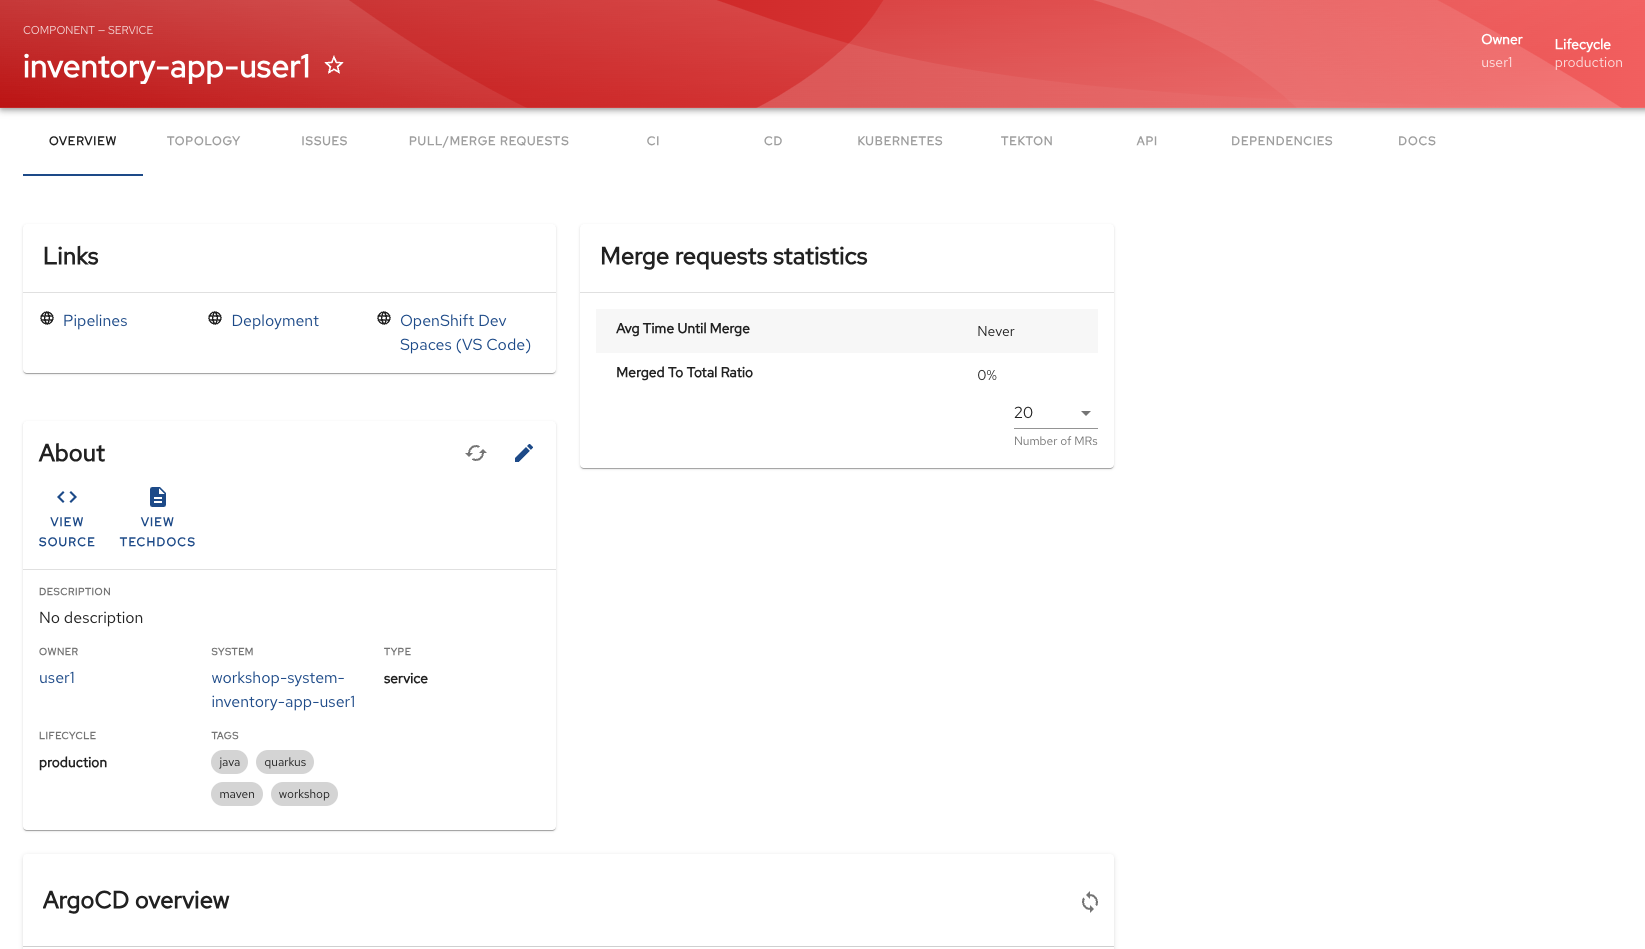 COMPONENT — SERVICE
inventory-app-user1
Owner
user1
Lifecycle
production
OVERVIEW
TOPOLOGY
ISSUES
PULL/MERGE REQUESTS
CI
CD
KUBERNETES
TEKTON
API
DEPENDENCIES
DOCS
Links
Pipelines
Deployment
OpenShift Dev
Spaces (VS Code)
Merge requests statistics
Avg Time Until Merge
Never
Merged To Total Ratio
0%
20
Number of MRs
About
VIEW
SOURCE
VIEW
TECHDOCS
DESCRIPTION
No description
OWNER
user1
SYSTEM
workshop-system-
inventory-app-user1
TYPE
service
LIFECYCLE
production
TAGS
java
quarkus
maven
workshop
ArgoCD overview